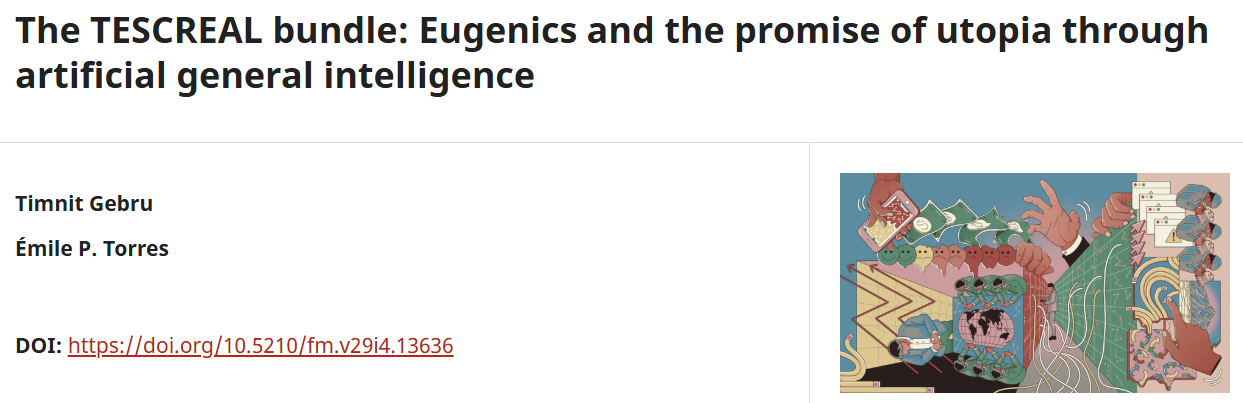 The TESCREAL bundle: Eugenics and the promise of utopia through
artificial general intelligence
Timnit Gebru
Émile P. Torres
DOI: https://doi.org/10.5210/fm.v29i4.13636